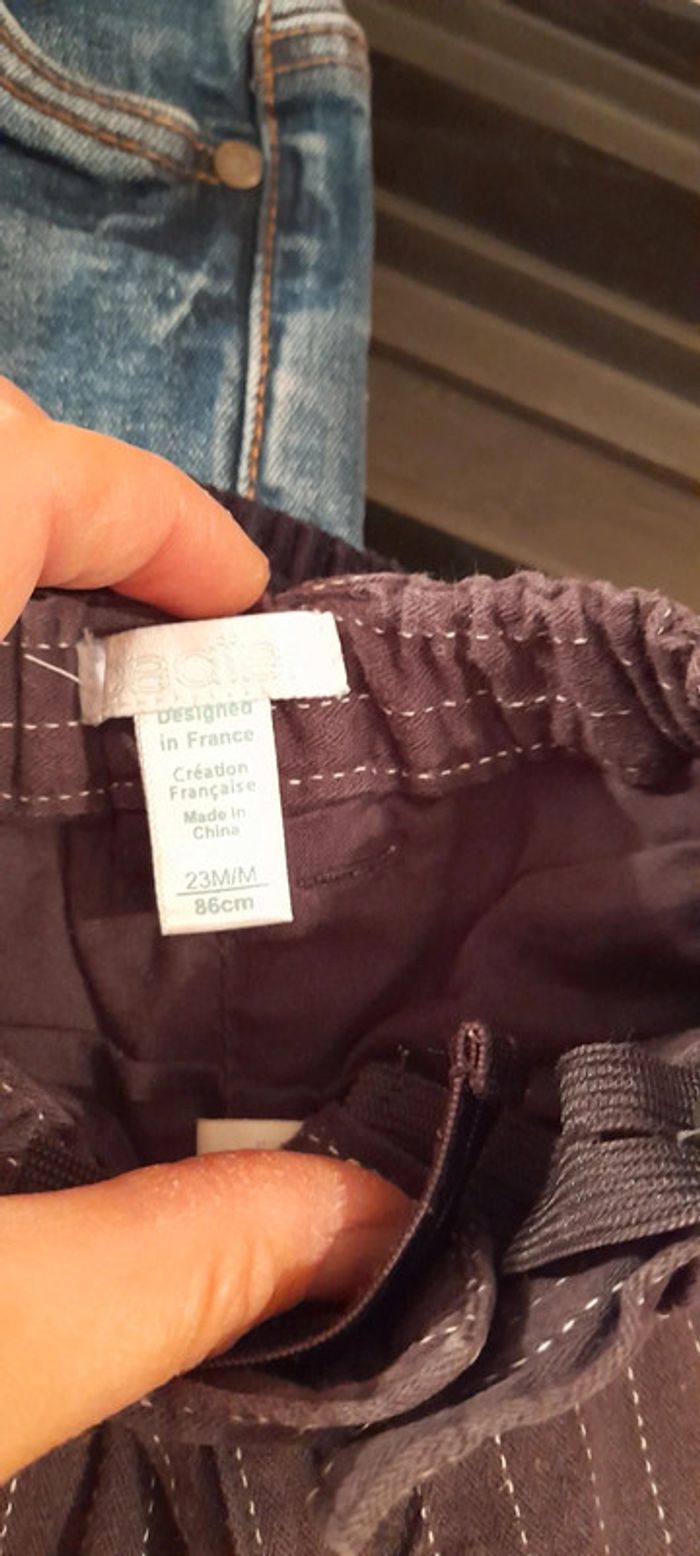 Designed
in France
Création
Française
Made in
China
23M/M
86cm